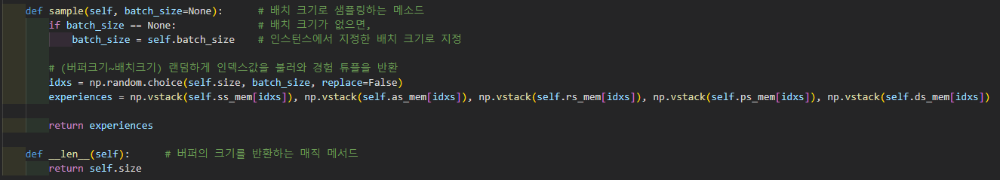 def sample(self, batch_size=None):      # 배치 크기로 샘플링하는 메소드
    if batch_size == None:              # 배치 크기가 없으면,
        batch_size = self.batch_size    # 인스턴스에서 지정한 배치 크기로 지정
    # (버퍼크기~배치크기) 랜덤하게 인덱스값을 불러와 경험 튜플을 반환
    idxs = np.random.choice(self.size, batch_size, replace=False)
    experiences = np.vstack(self.ss_mem[idxs]), np.vstack(self.as_mem[idxs]), np.vstack(self.rs_mem[idxs]), np.vstack(self.ps_mem[idxs]), np.vstack(self.ds_mem[idxs])
    return experiences
def __len__(self):      # 버퍼의 크기를 반환하는 매직 메서드
    return self.size